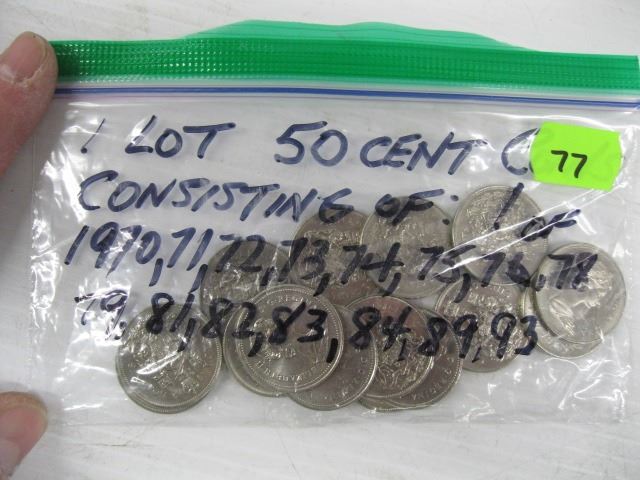 1 LOT 50 CENT C
77
CONSISTING OF: 1 OF
1970, 71, 72, 73, 74, 75, 76, 78
79, 81, 82, 83, 84, 89, 93